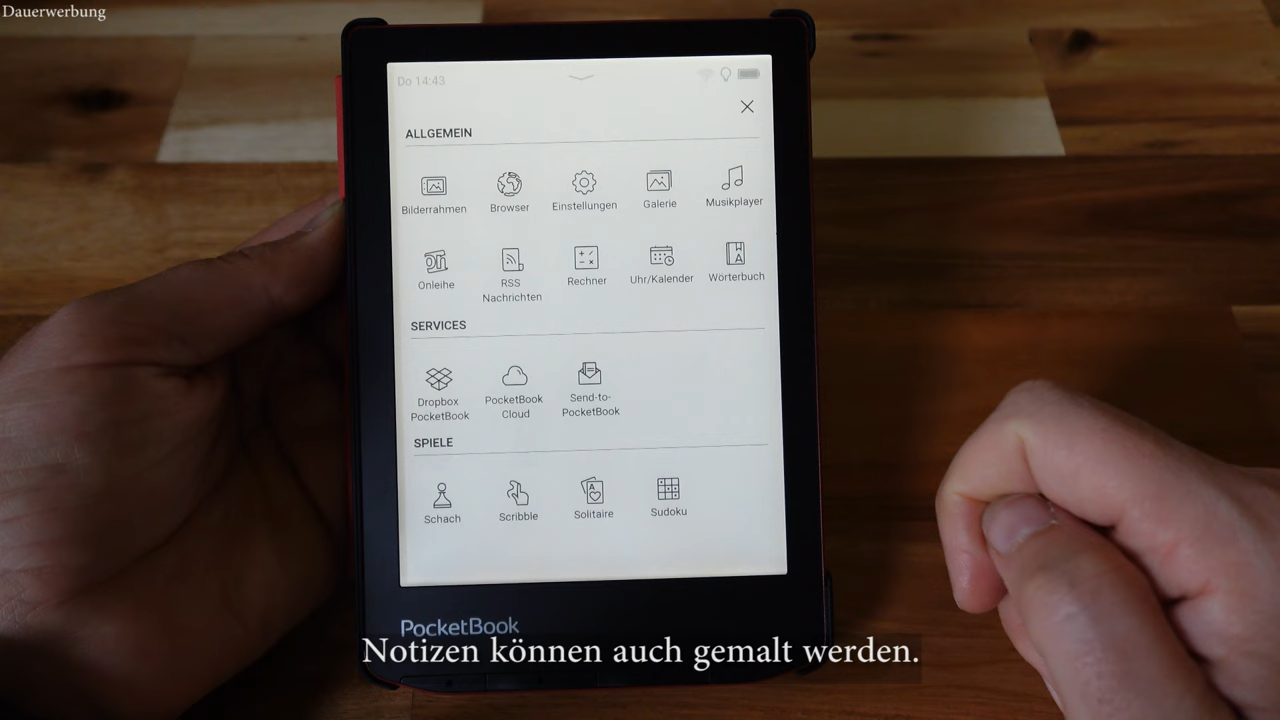 Dauerwerbung
Do 14:43
ALLGEMEIN
Bilderrahmen Browser Einstellungen Galerie Musikplayer
Onleihe RSS Nachrichten Rechner Uhr/Kalender Wörterbuch
SERVICES
Dropbox PocketBook PocketBook Cloud Send-to-PocketBook
SPIELE
Schach Scribble Solitaire Sudoku
PocketBook
Notizen können auch gemalt werden.